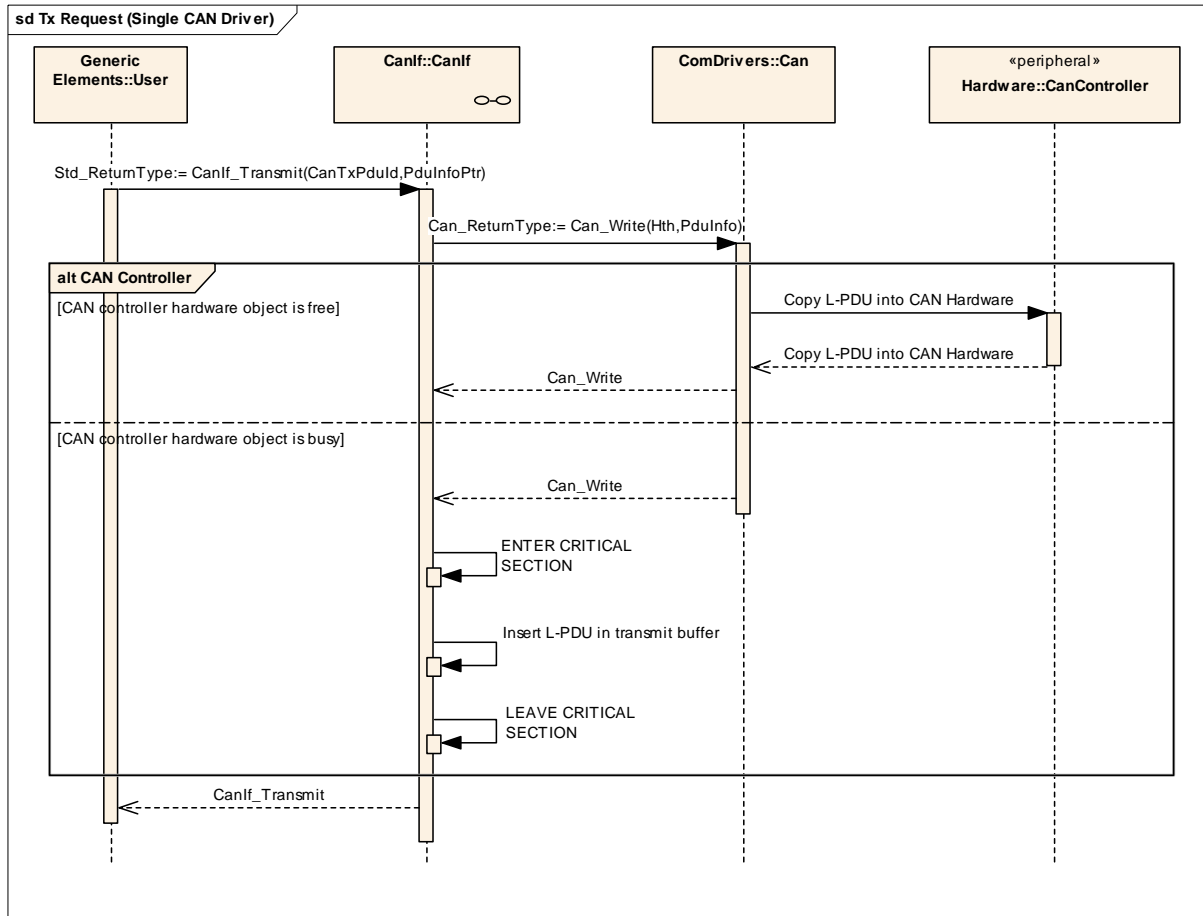 sd Tx Request (Single CAN Driver)
Generic
Elements::User
CanIf::CanIf
ComDrivers::Can
«peripheral»
Hardware::CanController
Std_ReturnType:= CanIf_Transmit(CanTxPduId,PduInfoPtr)
Can_ReturnType:= Can_Write(Hth,PduInfo)
alt CAN Controller
[CAN controller hardware object is free]
Copy L-PDU into CAN Hardware
Copy L-PDU into CAN Hardware
Can_Write
[CAN controller hardware object is busy]
Can_Write
ENTER CRITICAL
SECTION
Insert L-PDU in transmit buffer
LEAVE CRITICAL
SECTION
CanIf_Transmit